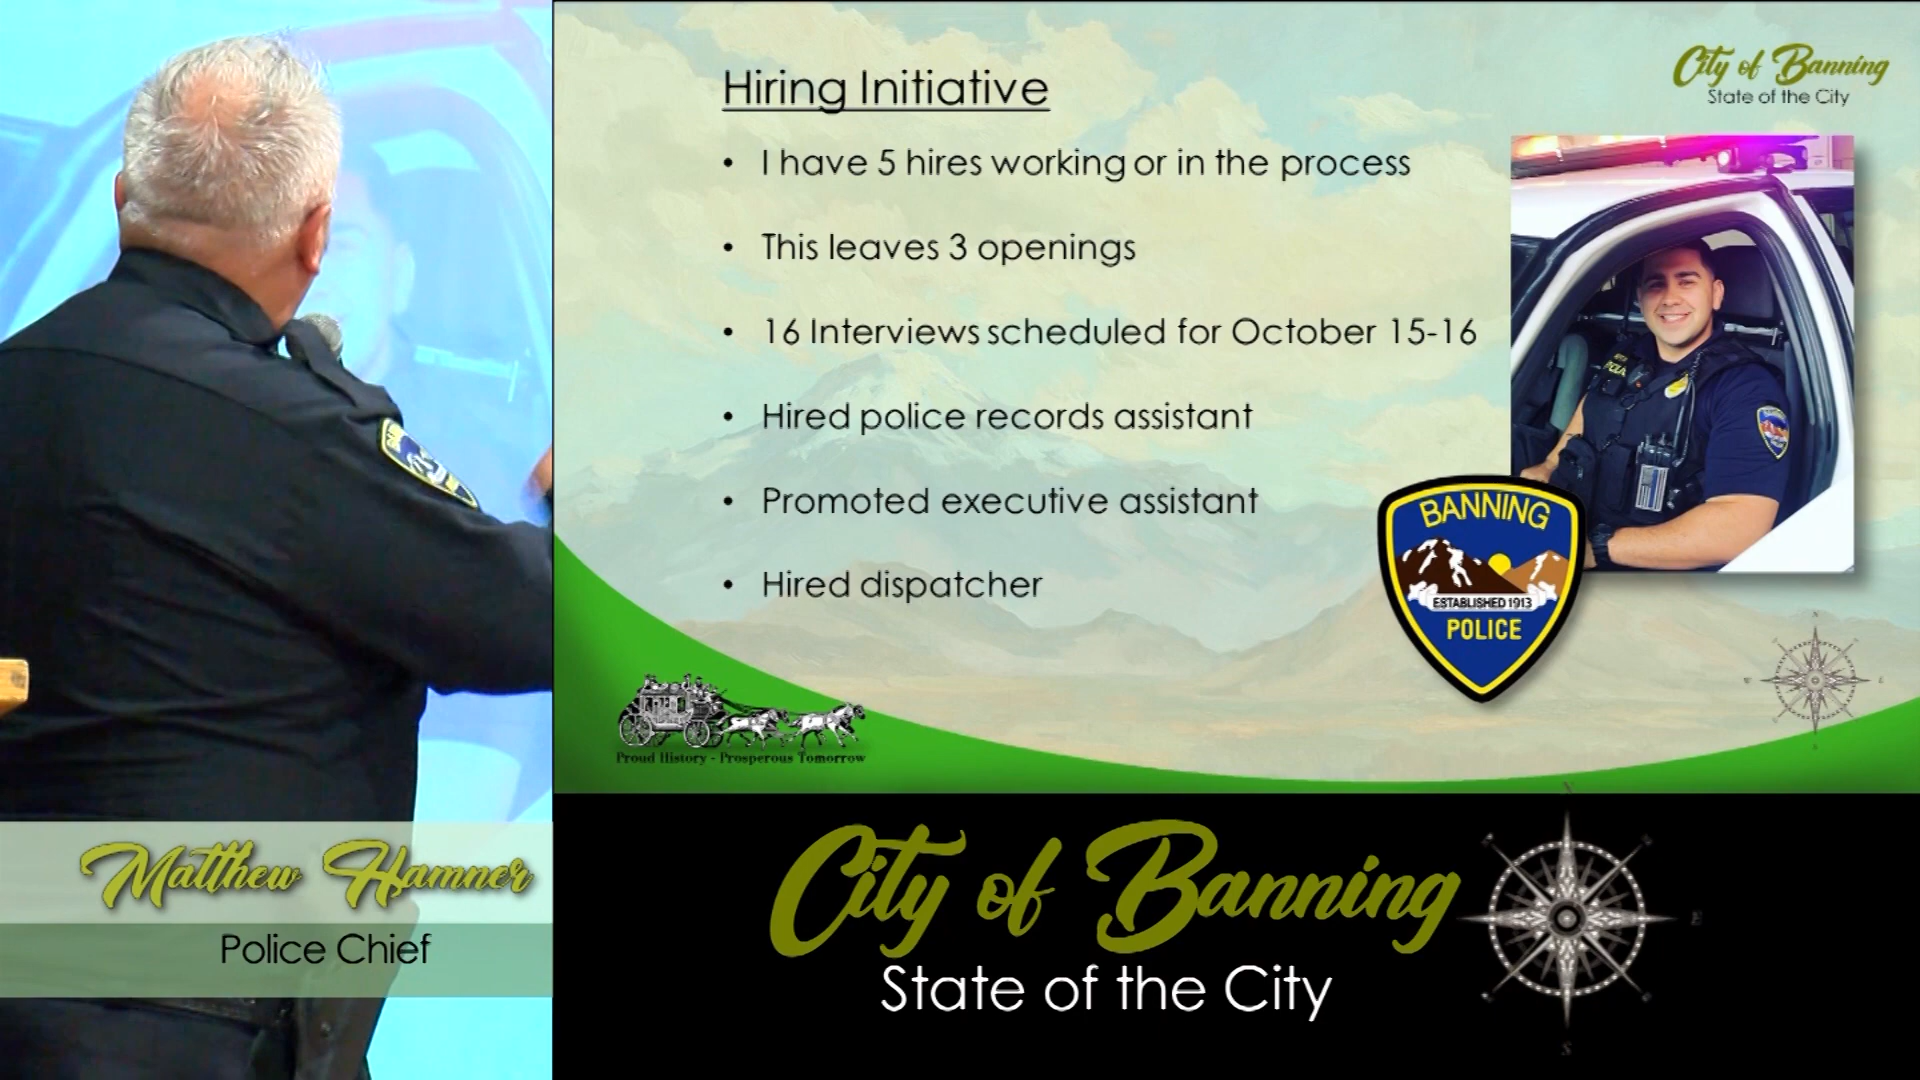 Hiring Initiative
• I have 5 hires working or in the process
• This leaves 3 openings
• 16 Interviews scheduled for October 15-16
• Hired police records assistant
• Promoted executive assistant
• Hired dispatcher
City of Banning
State of the City
BANNING
ESTABLISHED 1913
POLICE
Proud History - Prosperous Tomorrow
Matthew Hamner
Police Chief
City of Banning
State of the City
E
S